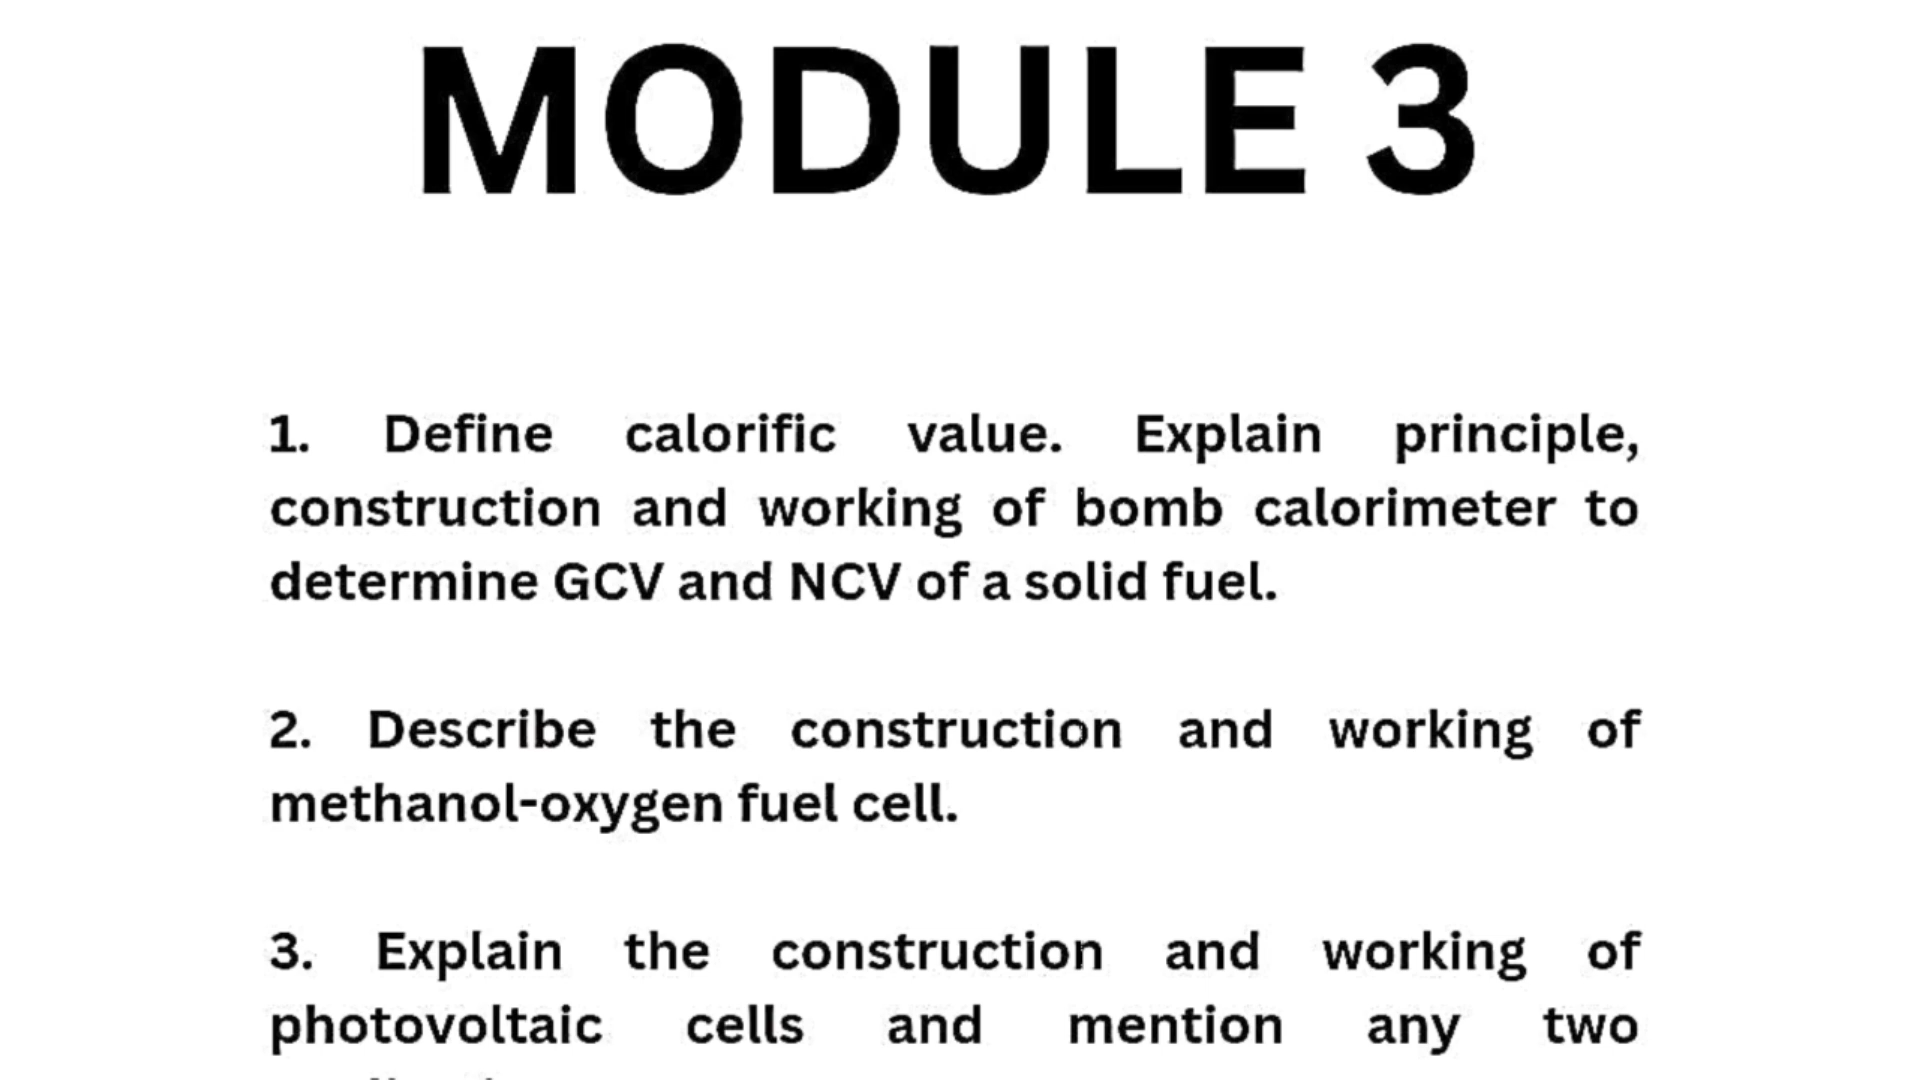 MODULE 3
1. Define calorific value. Explain principle,
construction and working of bomb calorimeter to
determine GCV and NCV of a solid fuel.
2. Describe the construction and working of
methanol-oxygen fuel cell.
3. Explain the construction and working of
photovoltaic cells and mention any two